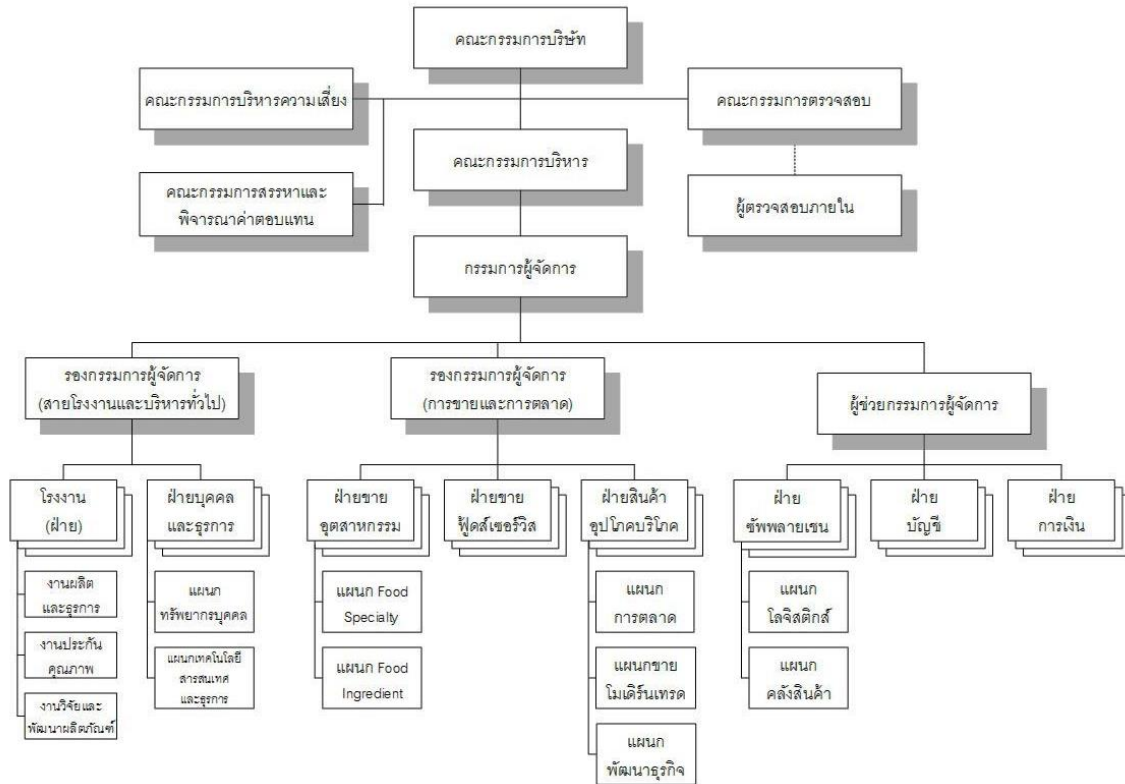 คณะกรรมการบริษัท
คณะกรรมการบริหารความเสี่ยง
คณะกรรมการตรวจสอบ
คณะกรรมการบริหาร
คณะกรรมการสรรหาและ
พิจารณาค่าตอบแทน
ผู้ตรวจสอบภายใน
กรรมการผู้จัดการ
รองกรรมการผู้จัดการ
(สายโรงงานและบริหารทั่วไป)
รองกรรมการผู้จัดการ
(การขายและการตลาด)
ผู้ช่วยกรรมการผู้จัดการ
โรงงาน
(ฝ่าย)
ฝ่ายบุคคล
และธุรการ
ฝ่ายขาย
อุตสาหกรรม
ฝ่ายขาย
ฟู้ดส์เซอร์วิส
ฝ่ายสินค้า
อุปโภคบริโภค
ฝ่าย
ซัพพลายเชน
ฝ่าย
บัญชี
ฝ่าย
การเงิน
งานผลิต
และธุรการ
งานประกัน
คุณภาพ
งานวิจัยและ
พัฒนาผลิตภัณฑ์
แผนก
ทรัพยากรบุคคล
แผนกเทคโนโลยี
สารสนเทศ
และธุรการ
แผนก Food
Specialty
แผนก Food
Ingredient
แผนก
การตลาด
แผนกขาย
โมเดิร์นเทรด
แผนก
พัฒนาธุรกิจ
แผนก
โลจิสติกส์
แผนก
คลังสินค้า